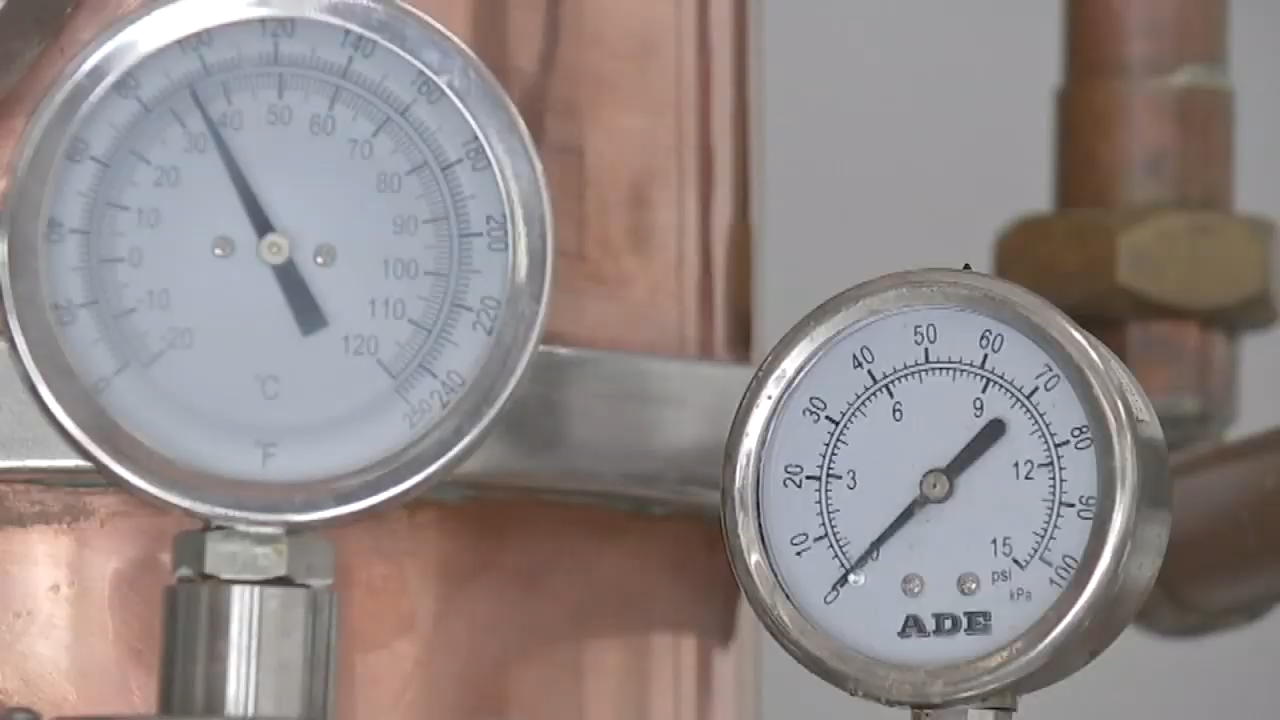 0 20 40 60 80 100 120 140 160 180 200 220 240 250
-20 -10 0 10 20 30 40 50 60 70 80 90 100 110 120
°C
°F
0 10 20 30 40 50 60 70 80 90 100
0 3 6 9 12 15
psi
kPa
ADE